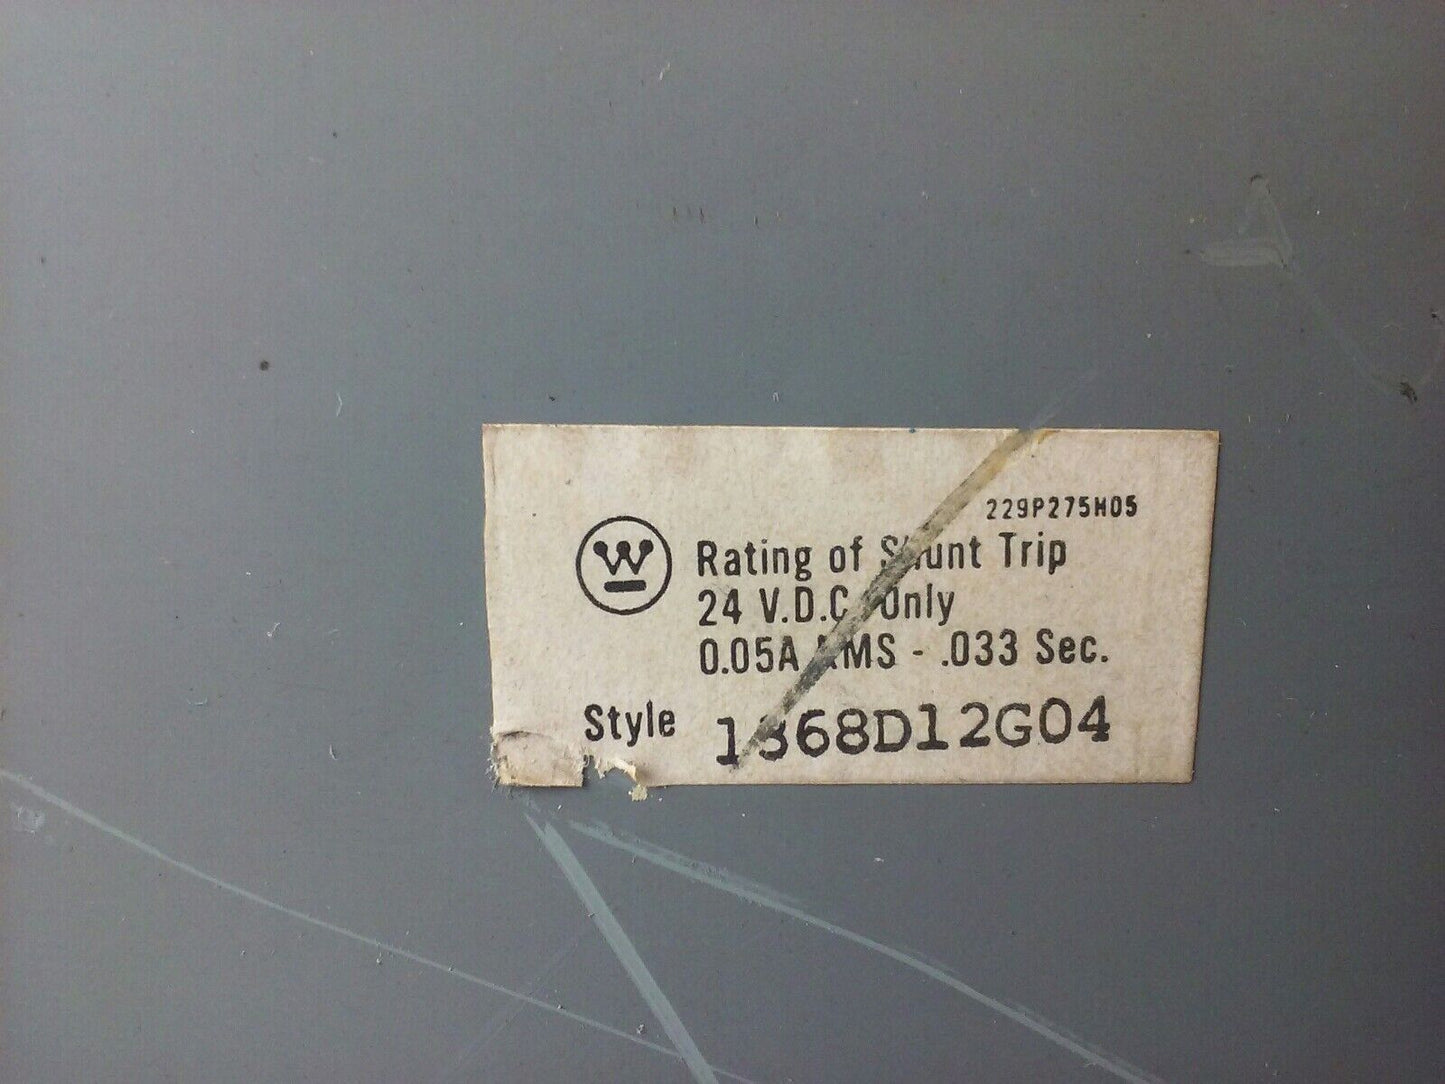 229P275H05
W
Rating of Shunt Trip
24 V.D.C. Only
0.05A RMS - .033 Sec.
Style 1368D12G04